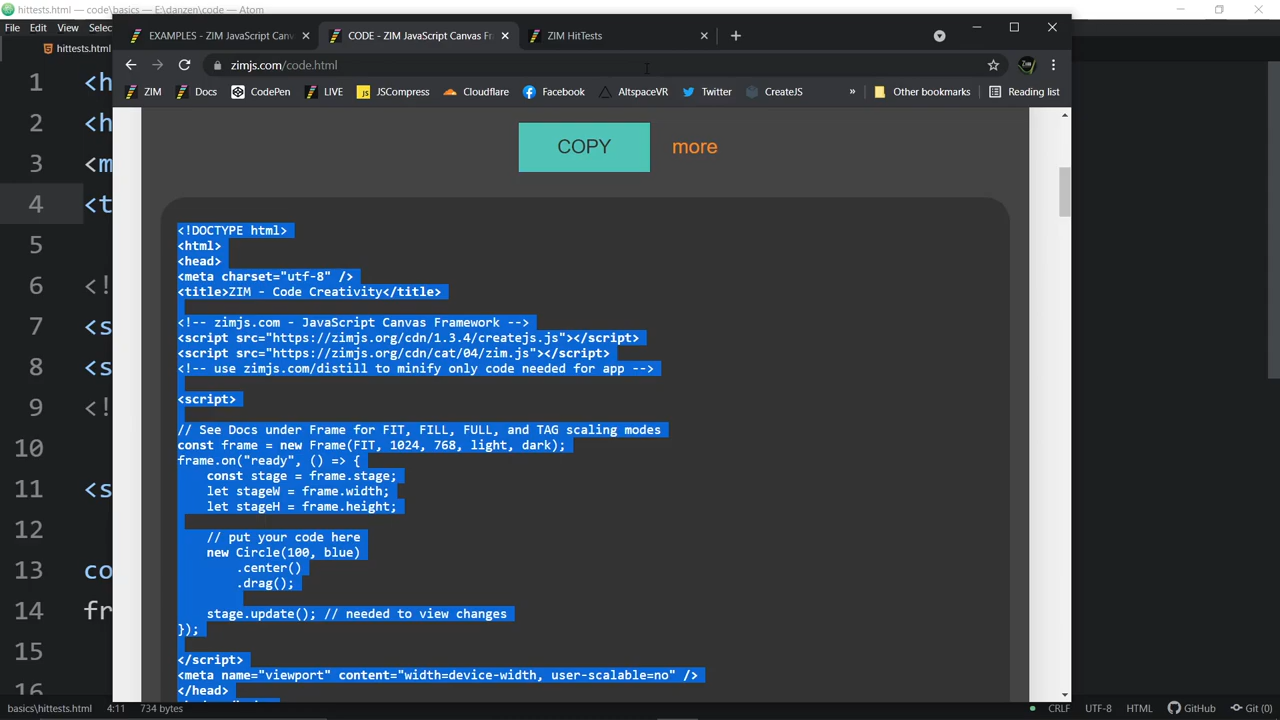 hittests.html — code\basics — E:\danzen\code — Atom
File Edit View Selec
hittests.html
EXAMPLES - ZIM JavaScript Canv
CODE - ZIM JavaScript Canvas Fr
ZIM HitTests
zimjs.com/code.html
ZIM Docs CodePen LIVE JSCompress Cloudflare Facebook AltspaceVR Twitter CreateJS » Other bookmarks Reading list
COPY more
1 <h
2 <h
3 <m
4 <t
5
6 <!
7 <s
8 <s
9 <!
10
11 <s
12
13 co
14 fr
15
16
<!DOCTYPE html>
<html>
<head>
<meta charset="utf-8" />
<title>ZIM - Code Creativity</title>
<!-- zimjs.com - JavaScript Canvas Framework -->
<script src="https://zimjs.org/cdn/1.3.4/createjs.js"></script>
<script src="https://zimjs.org/cdn/cat/04/zim.js"></script>
<!-- use zimjs.com/distill to minify only code needed for app -->
<script>
// See Docs under Frame for FIT, FILL, FULL, and TAG scaling modes
const frame = new Frame(FIT, 1024, 768, light, dark);
frame.on("ready", () => {
const stage = frame.stage;
let stageW = frame.width;
let stageH = frame.height;
// put your code here
new Circle(100, blue)
.center()
.drag();
stage.update(); // needed to view changes
});
</script>
<meta name="viewport" content="width=device-width, user-scalable=no" />
</head>
basics\hittests.html 4:11 734 bytes CRLF UTF-8 HTML GitHub Git (0)